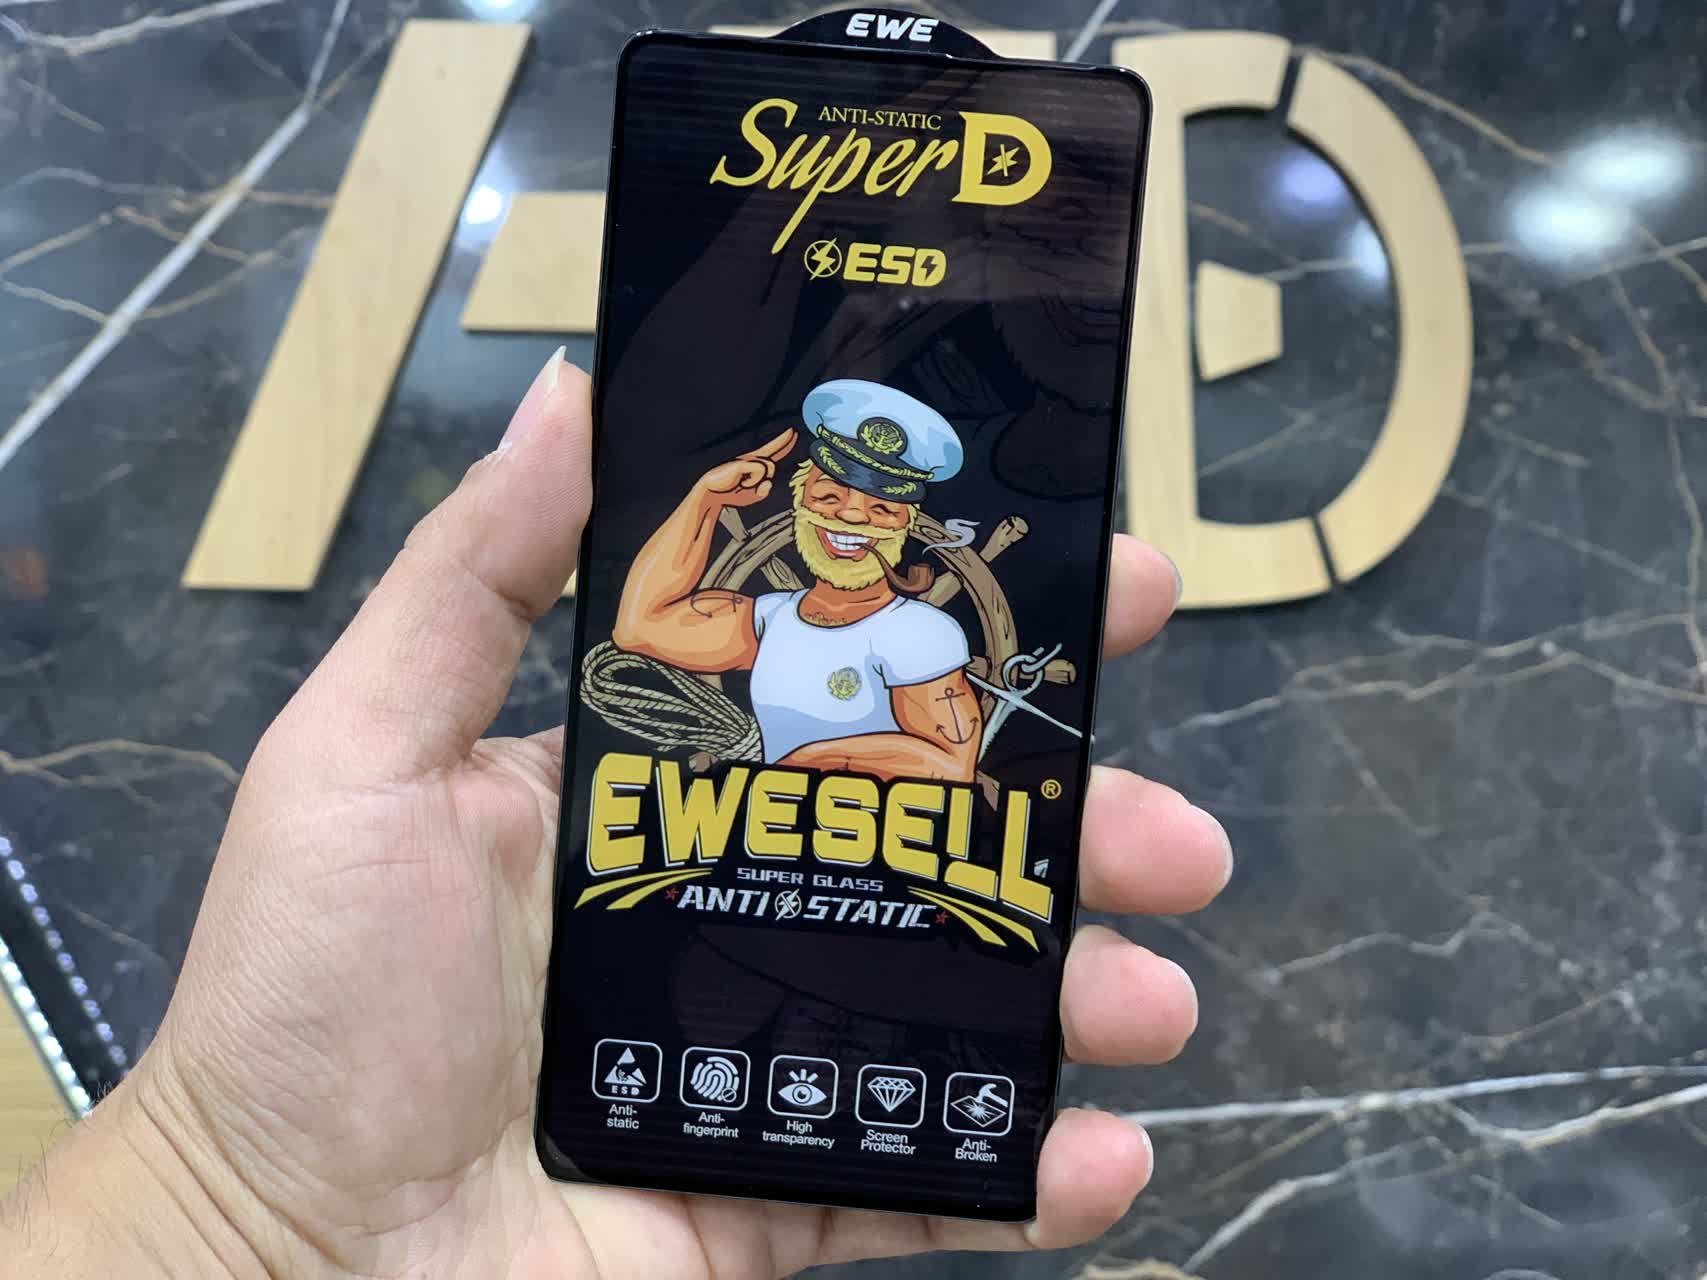 EWE
ANTI-STATIC
Super D
ESD
EWESELL®
SUPER GLASS
ANTI STATIC
ESD
Anti-
static
Anti-
fingerprint
High
transparency
Screen
Protector
Anti-
Broken